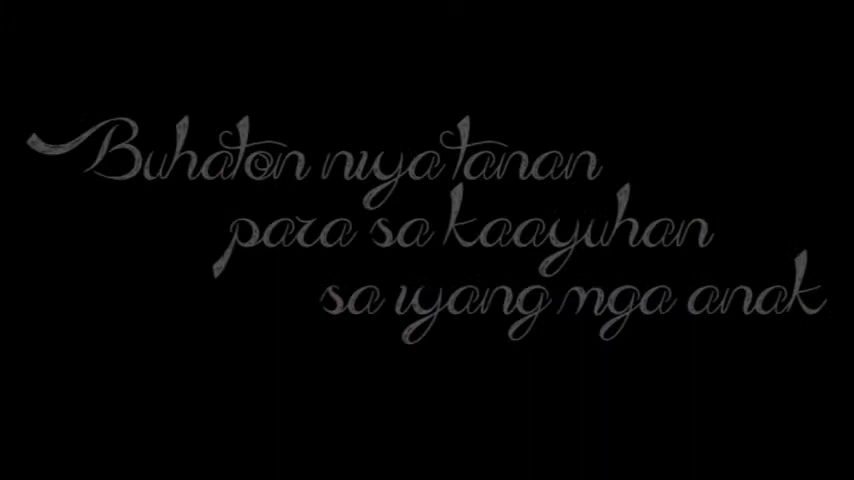 Buhaton niya tanan
para sa kaayuhan
sa iyang mga anak